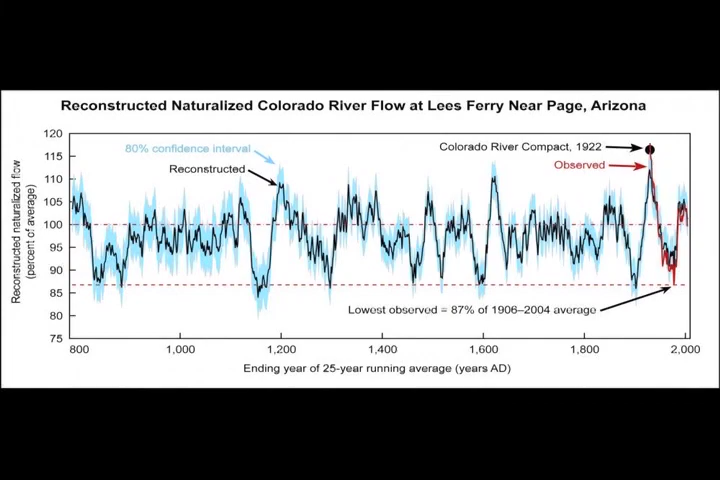 Reconstructed Naturalized Colorado River Flow at Lees Ferry Near Page, Arizona
120
115
110
105
100
95
90
85
80
75
Reconstructed naturalized flow
(percent of average)
80% confidence interval
Reconstructed
Colorado River Compact, 1922
Observed
Lowest observed = 87% of 1906–2004 average
800
1,000
1,200
1,400
1,600
1,800
2,000
Ending year of 25-year running average (years AD)